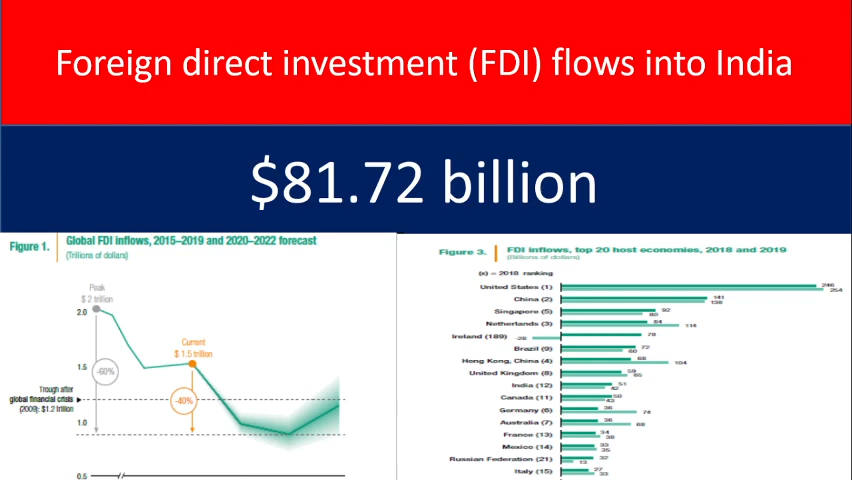 Foreign direct investment (FDI) flows into India
$81.72 billion
Figure 1.
Global FDI inflows, 2015–2019 and 2020–2022 forecast
(Trillions of dollars)
Peak
$ 2 trillion
2.0
Current
$ 1.5 trillion
1.5
-60%
-40%
Trough after
global financial crisis
(2009): $1.2 trillion
1.0
0.5
Figure 3.
FDI inflows, top 20 host economies, 2018 and 2019
(Billions of dollars)
(x) = 2018 ranking
United States (1) 246
254
China (2) 141
138
Singapore (5) 92
80
Netherlands (3) 84
114
Ireland (189) -28 78
Brazil (9) 72
60
Hong Kong, China (4) 68
104
United Kingdom (8) 59
65
India (12) 51
42
Canada (11) 50
43
Germany (6) 36
74
Australia (7) 36
68
France (13) 34
38
Mexico (14) 33
35
Russian Federation (21) 32
13
Italy (15) 27
33